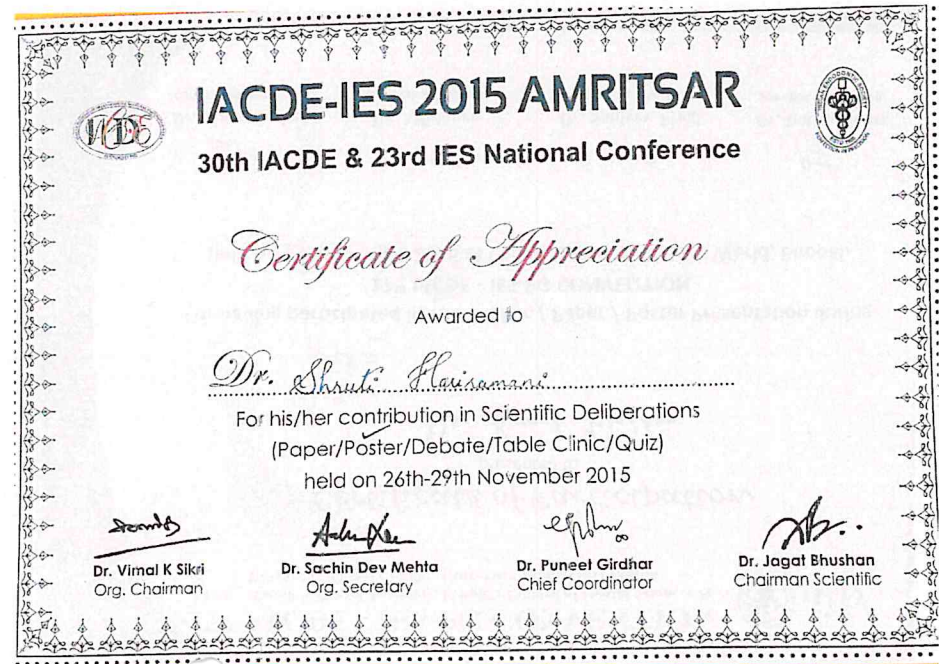 IACDE-IES 2015 AMRITSAR
30th IACDE & 23rd IES National Conference
Certificate of Appreciation
Awarded to
Dr. Shruti Hariramani
For his/her contribution in Scientific Deliberations
(Paper/Poster/Debate/Table Clinic/Quiz)
held on 26th-29th November 2015
Dr. Vimal K Sikri
Org. Chairman
Dr. Sachin Dev Mehta
Org. Secretary
Dr. Puneet Girdhar
Chief Coordinator
Dr. Jagat Bhushan
Chairman Scientific